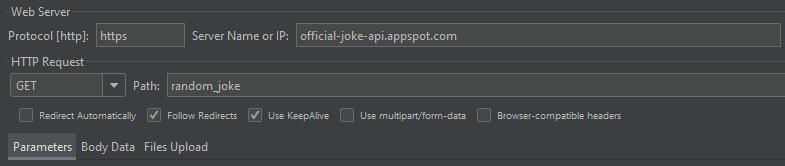 Web Server
Protocol [http]: https Server Name or IP: official-joke-api.appspot.com
HTTP Request
GET Path: random_joke
Redirect Automatically Follow Redirects Use KeepAlive Use multipart/form-data Browser-compatible headers
Parameters Body Data Files Upload